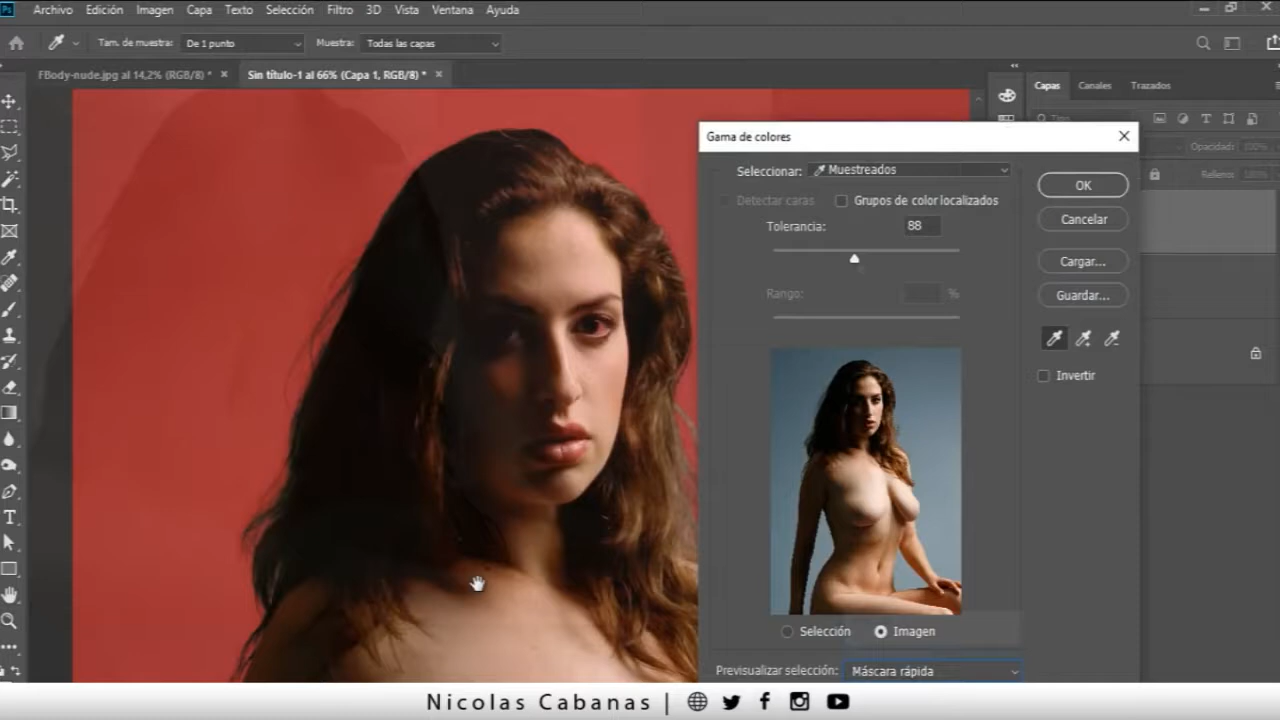 Ps Archivo Edición Imagen Capa Texto Selección Filtro 3D Vista Ventana Ayuda
Tam. de muestra: De 1 punto Muestra: Todas las capas
FBody-nude.jpg al 14,2% (RGB/8) * × Sin título-1 al 66% (Capa 1, RGB/8) * ×
Capas Canales Trazados
Tipo
Opacidad: 100%
Relleno: 100%
Gama de colores
Seleccionar: Muestreados
OK
Detectar caras Grupos de color localizados
Cancelar
Tolerancia: 88
Cargar...
Rango: %
Guardar...
Invertir
Selección Imagen
Previsualizar selección: Máscara rápida
T
Nicolas Cabanas |